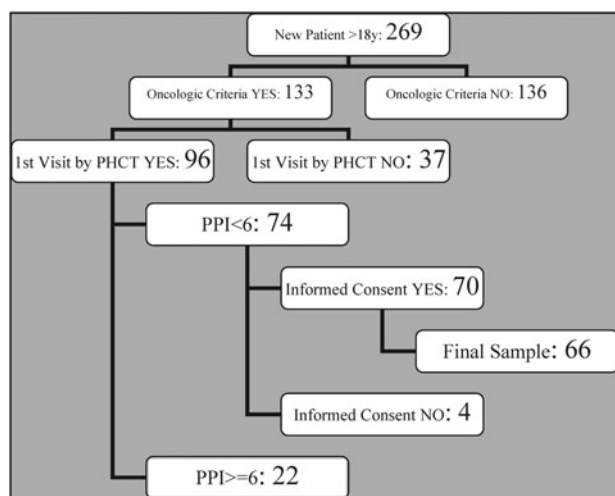 New Patient >18y: 269
Oncologic Criteria YES: 133
Oncologic Criteria NO: 136
1st Visit by PHCT YES: 96
1st Visit by PHCT NO: 37
PPI<6: 74
Informed Consent YES: 70
Final Sample: 66
Informed Consent NO: 4
PPI>=6: 22